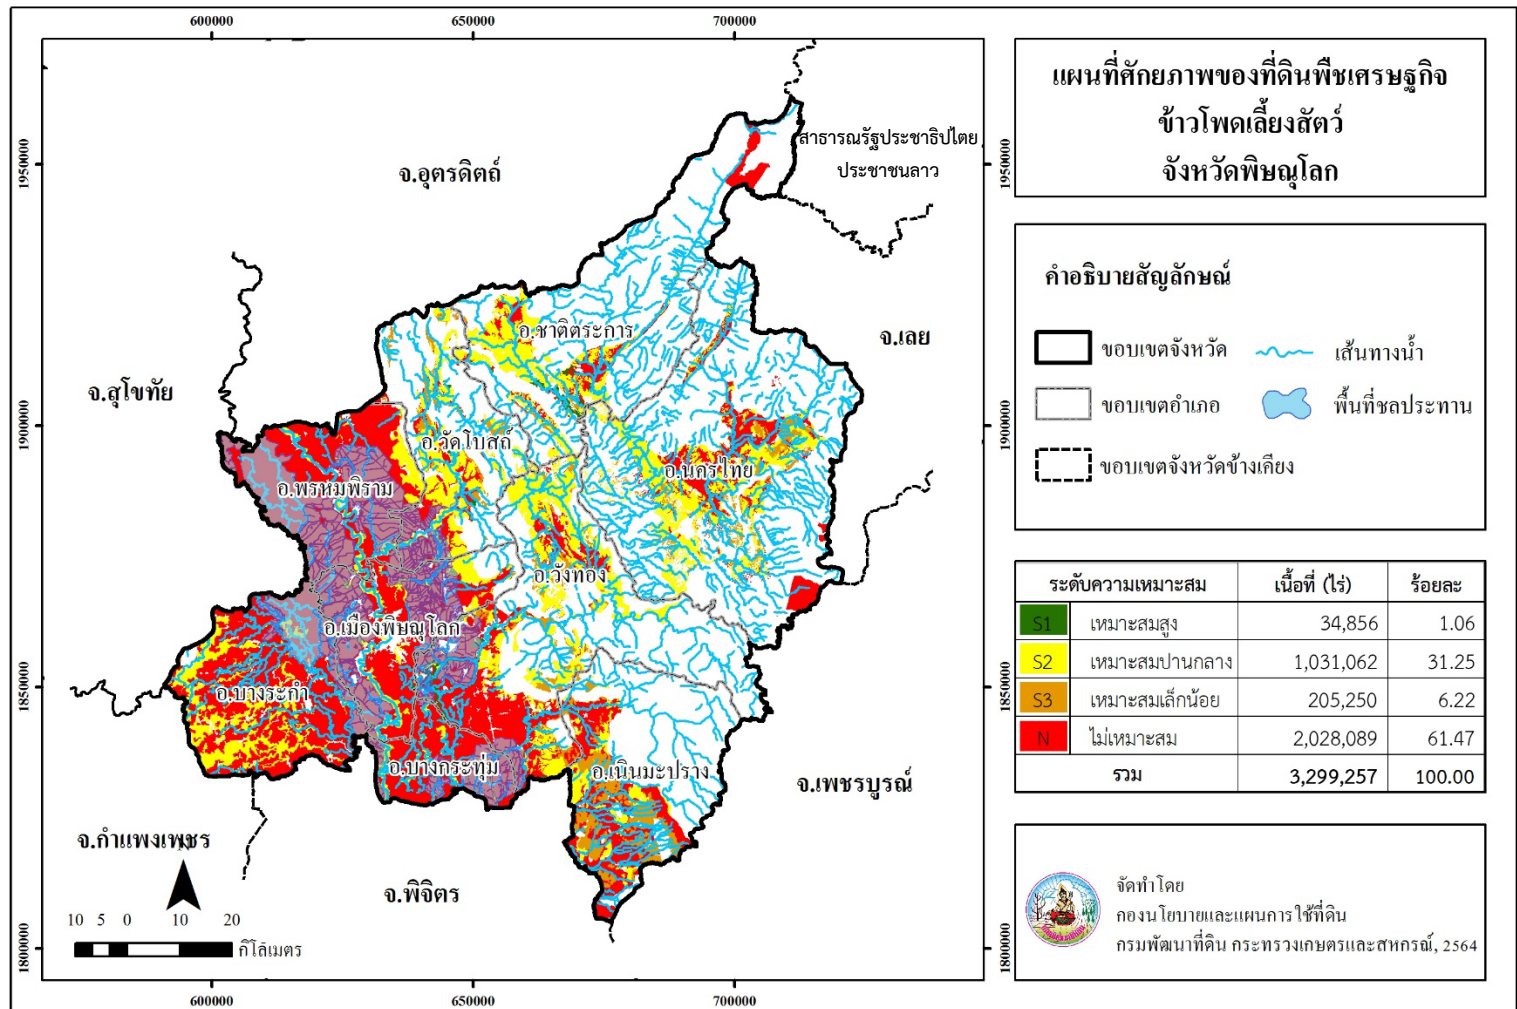 600000 650000 700000
1950000
1900000
1850000
1800000
จ.อุตรดิตถ์
สาธารณรัฐประชาธิปไตย
ประชาชนลาว
จ.เลย
จ.สุโขทัย
อ.ชาติตระการ
อ.วัดโบสถ์
อ.นครไทย
อ.พรหมพิราม
อ.วังทอง
อ.เมืองพิษณุโลก
อ.บางระกำ
อ.บางกระทุ่ม
อ.เนินมะปราง
จ.เพชรบูรณ์
จ.กำแพงเพชร
จ.พิจิตร
10 5 0 10 20
กิโลเมตร
1950000
1900000
1850000
1800000
600000 650000 700000
แผนที่ศักยภาพของที่ดินพืชเศรษฐกิจ
ข้าวโพดเลี้ยงสัตว์
จังหวัดพิษณุโลก
คำอธิบายสัญลักษณ์
ขอบเขตจังหวัด เส้นทางน้ำ
ขอบเขตอำเภอ พื้นที่ชลประทาน
ขอบเขตจังหวัดข้างเคียง
ระดับความเหมาะสม เนื้อที่ (ไร่) ร้อยละ
S1 เหมาะสมสูง 34,856 1.06
S2 เหมาะสมปานกลาง 1,031,062 31.25
S3 เหมาะสมเล็กน้อย 205,250 6.22
N ไม่เหมาะสม 2,028,089 61.47
รวม 3,299,257 100.00
จัดทำโดย
กองนโยบายและแผนการใช้ที่ดิน
กรมพัฒนาที่ดิน กระทรวงเกษตรและสหกรณ์, 2564